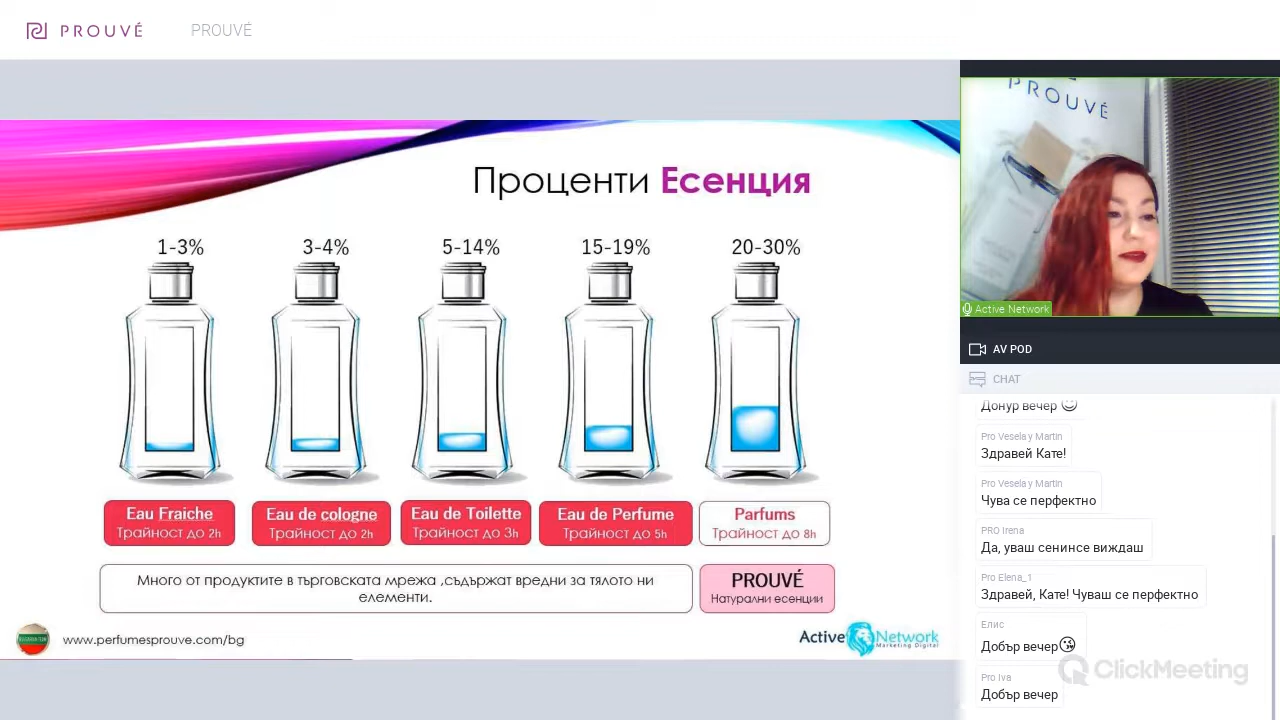 PROUVÉ
PROUVÉ
Проценти Есенция
1-3%
3-4%
5-14%
15-19%
20-30%
Eau Fraiche
Трайност до 2h
Eau de cologne
Трайност до 2h
Eau de Toilette
Трайност до 3h
Eau de Perfume
Трайност до 5h
Parfums
Трайност до 8h
Много от продуктите в търговската мрежа ,съдържат вредни за тялото ни
елементи.
PROUVÉ
Натурални есенции
www.perfumesprouve.com/bg
Active Network
Marketing Digital
PROUVÉ
Active Network
AV POD
CHAT
Донур вечер
Pro Vesela y Martin
Здравей Кате!
Pro Vesela y Martin
Чува се перфектно
PRO Irena
Да, уваш сенинсе виждаш
Pro Elena_1
Здравей, Кате! Чуваш се перфектно
Елис
Добър вечер
Pro Iva
Добър вечер
ClickMeeting